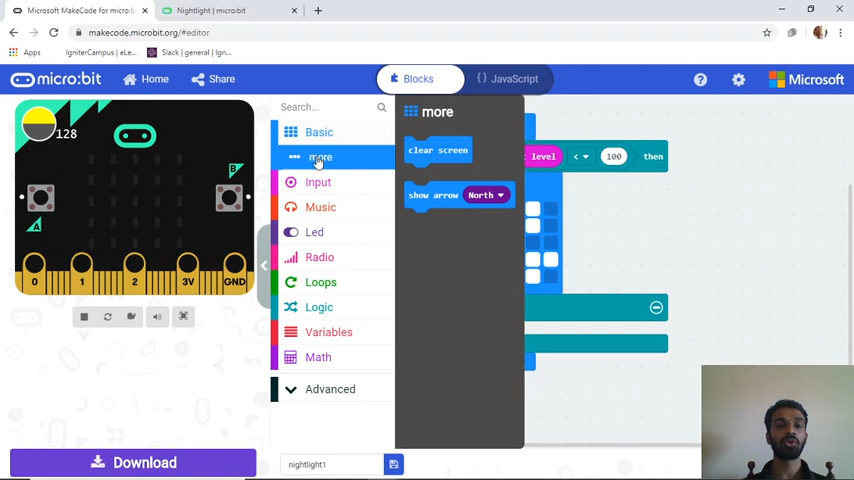 Microsoft MakeCode for micro:b
Nightlight | micro:bit
makecode.microbit.org/#editor
Apps
IgniterCampus | eLe...
Slack | general | Ign...
micro:bit
Home
Share
Blocks
{} JavaScript
Microsoft
128
B
A
0
1
2
3V
GND
Download
Search...
Basic
more
Input
Music
Led
Radio
Loops
Logic
Variables
Math
Advanced
nightlight1
more
clear screen
show arrow North
level < 100 then